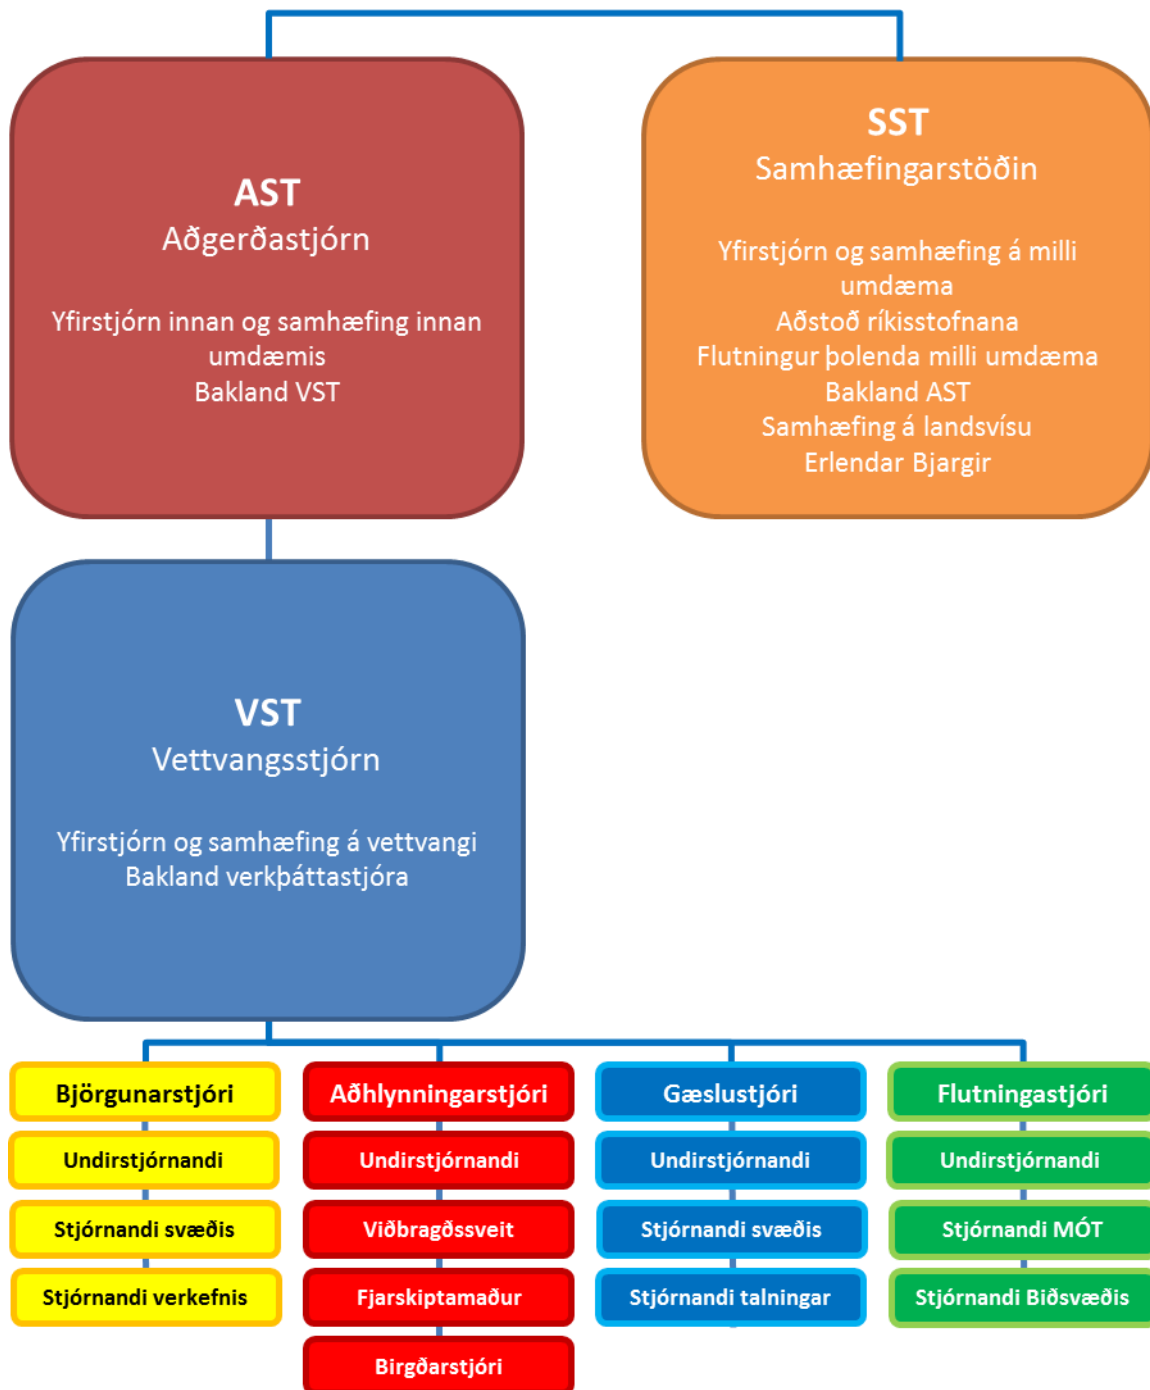 AST
Aðgerðastjórn
Yfirstjórn innan og samhæfing innan
umdæmis
Bakland VST
SST
Samhæfingarstöðin
Yfirstjórn og samhæfing á milli
umdæma
Aðstoð ríkisstofnana
Flutningur þolenda milli umdæma
Bakland AST
Samhæfing á landsvísu
Erlendar Bjargir
VST
Vettvangsstjórn
Yfirstjórn og samhæfing á vettvangi
Bakland verkþáttastjóra
Björgunarstjóri
Undirstjórnandi
Stjórnandi svæðis
Stjórnandi verkefnis
Aðhlynningarstjóri
Undirstjórnandi
Viðbragðssveit
Fjarskiptamaður
Birgðarstjóri
Gæslustjóri
Undirstjórnandi
Stjórnandi svæðis
Stjórnandi talningar
Flutningastjóri
Undirstjórnandi
Stjórnandi MÓT
Stjórnandi Biðsvæðis